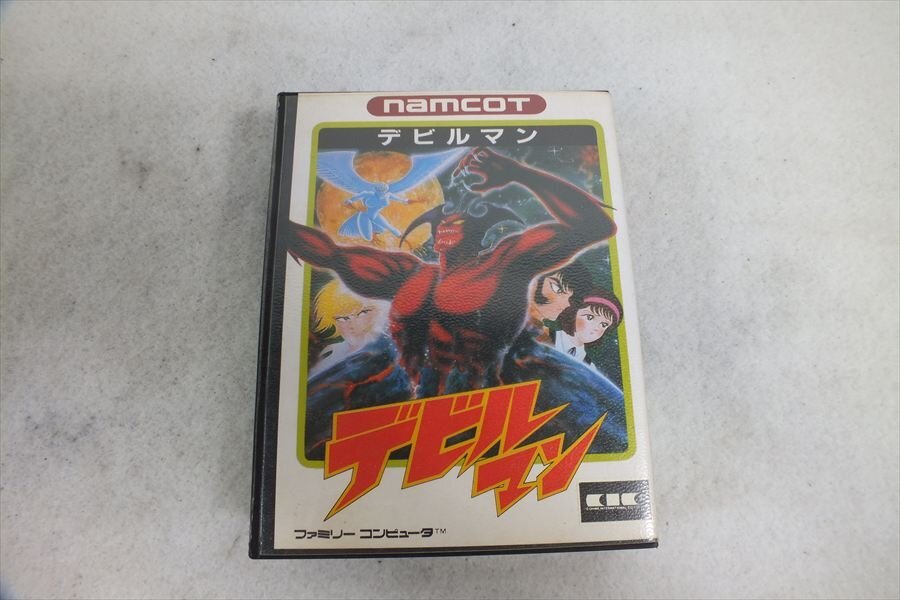 namcot
デビルマン
デビル
マン
CIC
ファミリー コンピュータ™